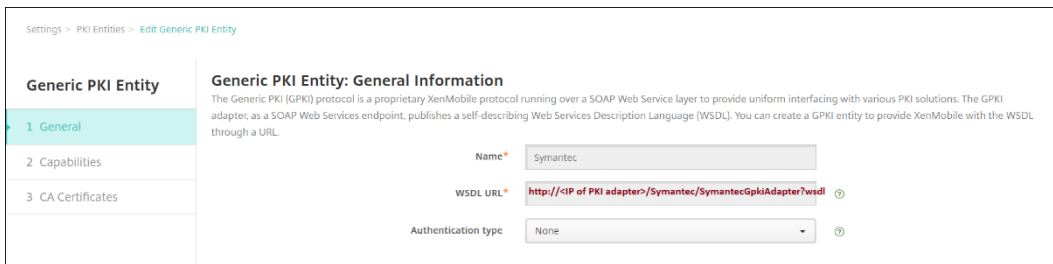 Settings > PKI Entities > Edit Generic PKI Entity
Generic PKI Entity
1 General
2 Capabilities
3 CA Certificates
Generic PKI Entity: General Information
The Generic PKI (GPKI) protocol is a proprietary XenMobile protocol running over a SOAP Web Service layer to provide uniform interfacing with various PKI solutions. The GPKI
adapter, as a SOAP Web Services endpoint, publishes a self-describing Web Services Description Language (WSDL). You can create a GPKI entity to provide XenMobile with the WSDL
through a URL.
Name* Symantec
WSDL URL* http://<IP of PKI adapter>/Symantec/SymantecGpkiAdapter?wsdl ?
Authentication type None ?